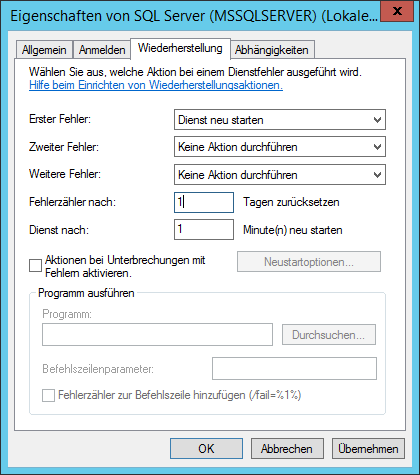 Eigenschaften von SQL Server (MSSQLSERVER) (Lokale...
x
Allgemein Anmelden Wiederherstellung Abhängigkeiten
Wählen Sie aus, welche Aktion bei einem Dienstfehler ausgeführt wird.
Hilfe beim Einrichten von Wiederherstellungsaktionen.
Erster Fehler: Dienst neu starten
Zweiter Fehler: Keine Aktion durchführen
Weitere Fehler: Keine Aktion durchführen
Fehlerzähler nach: 1 Tagen zurücksetzen
Dienst nach: 1 Minute(n) neu starten
Aktionen bei Unterbrechungen mit
Fehlern aktivieren.
Neustartoptionen...
Programm ausführen
Programm:
Durchsuchen...
Befehlszeilenparameter:
Fehlerzähler zur Befehlszeile hinzufügen (/fail=%1%)
OK Abbrechen Übernehmen